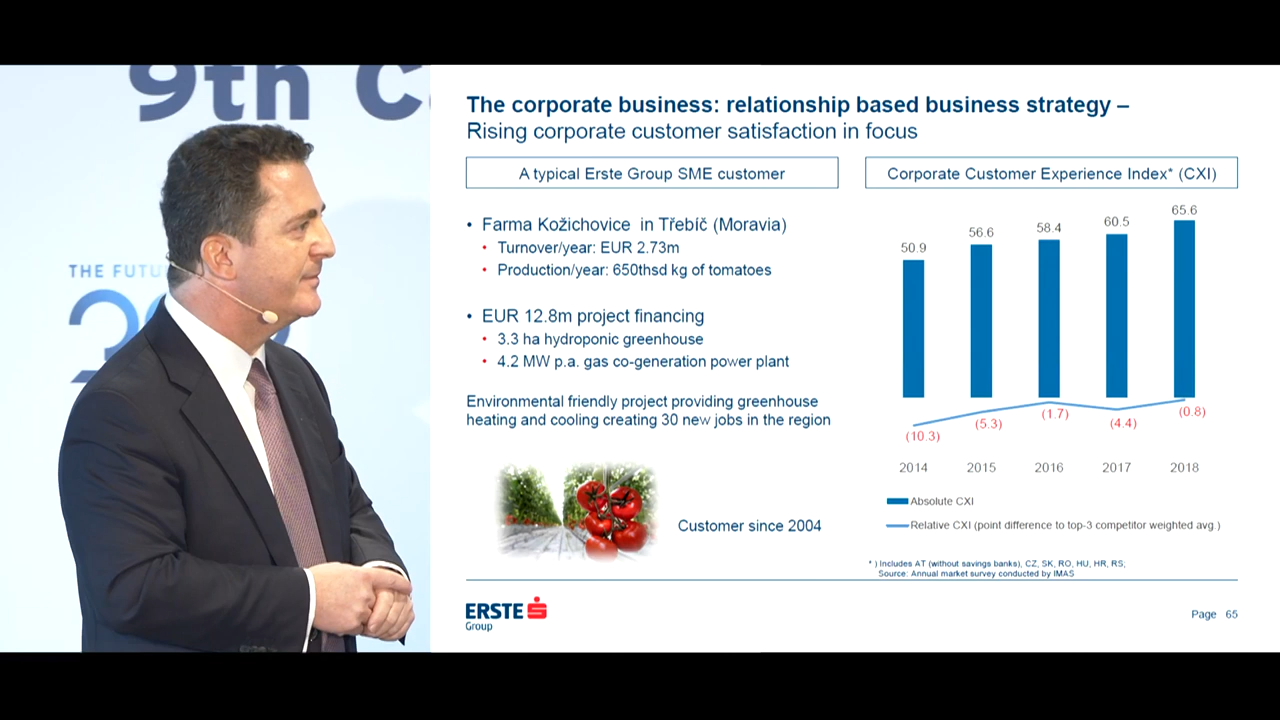 9th C
THE FUTU
The corporate business: relationship based business strategy –
Rising corporate customer satisfaction in focus
A typical Erste Group SME customer
• Farma Kožichovice in Třebíč (Moravia)
• Turnover/year: EUR 2.73m
• Production/year: 650thsd kg of tomatoes
• EUR 12.8m project financing
• 3.3 ha hydroponic greenhouse
• 4.2 MW p.a. gas co-generation power plant
Environmental friendly project providing greenhouse
heating and cooling creating 30 new jobs in the region
Customer since 2004
Corporate Customer Experience Index* (CXI)
50.9
56.6
58.4
60.5
65.6
(10.3)
(5.3)
(1.7)
(4.4)
(0.8)
2014 2015 2016 2017 2018
Absolute CXI
Relative CXI (point difference to top-3 competitor weighted avg.)
* ) Includes AT (without savings banks), CZ, SK, RO, HU, HR, RS;
Source: Annual market survey conducted by IMAS
ERSTE
Group
Page 65